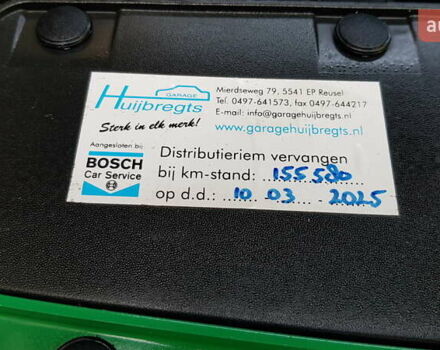 au
GARAGE
Huijbregts
Sterk in elk merk!
Mierdseweg 79, 5541 EP Reusel
Tel. 0497-641573, fax 0497-644217
E-mail: info@garagehuijbregts.nl
www.garagehuijbregts.nl
Aangesloten bij:
BOSCH
Car Service
Distributieriem vervangen
bij km-stand: 155580
op d.d.: 10 03 2025